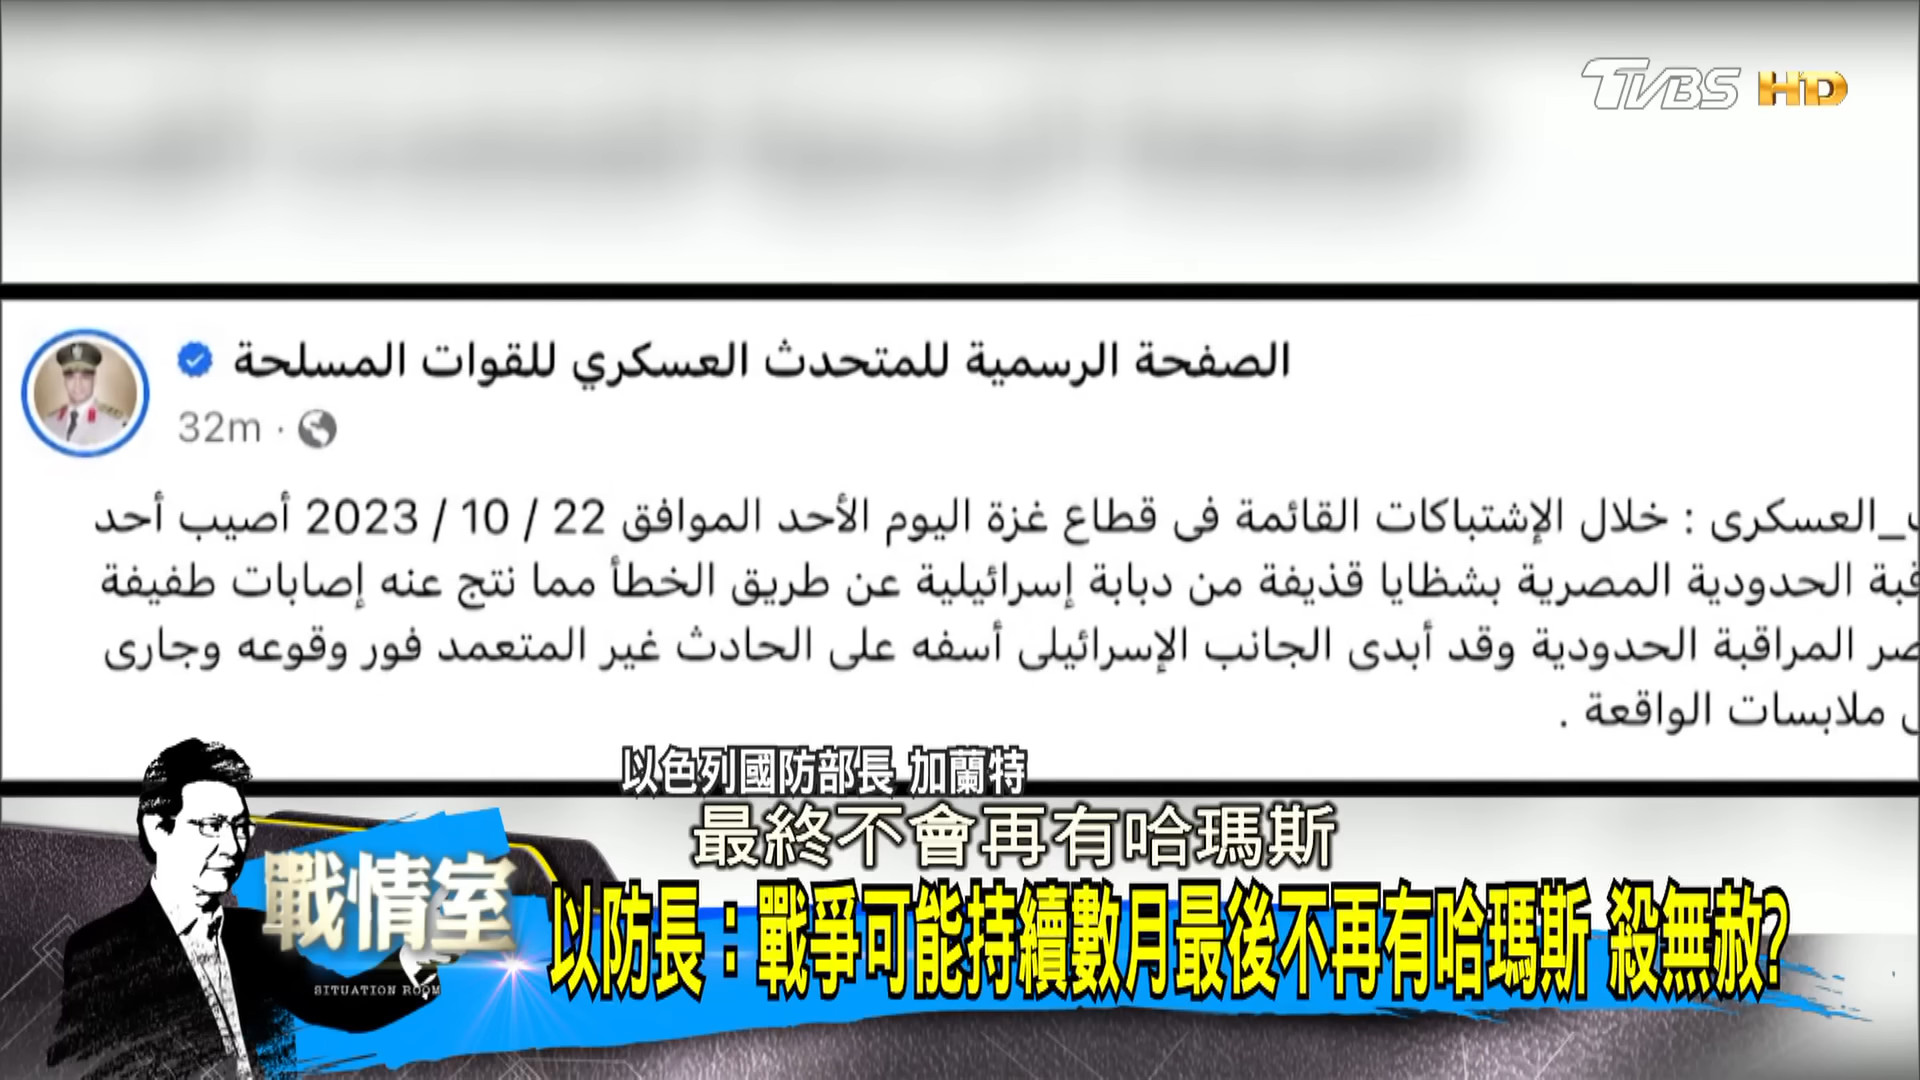 TVBS HD
الصفحة الرسمية للمتحدث العسكري للقوات المسلحة
32m ·
_العسكرى : خلال الإشتباكات القائمة فى قطاع غزة اليوم الأحد الموافق 22 / 10 / 2023 أصيب أحد
الحدودية المصرية بشظايا قذيفة من دبابة إسرائيلية عن طريق الخطأ مما نتج عنه إصابات طفيفة
المراقبة الحدودية وقد أبدى الجانب الإسرائيلى أسفه على الحادث غير المتعمد فور وقوعه وجارى
ملابسات الواقعة .
以色列國防部長 加蘭特
最終不會再有哈瑪斯
戰情室
SITUATION ROOM
以防長：戰爭可能持續數月最後不再有哈瑪斯 殺無赦?